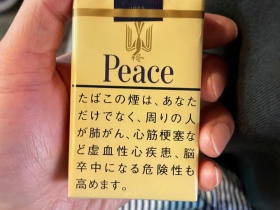 Peace
たばこの煙は、あなた
だけでなく、周りの人
が肺がん、心筋梗塞な
ど虚血性心疾患、脳
卒中になる危険性も
高めます。